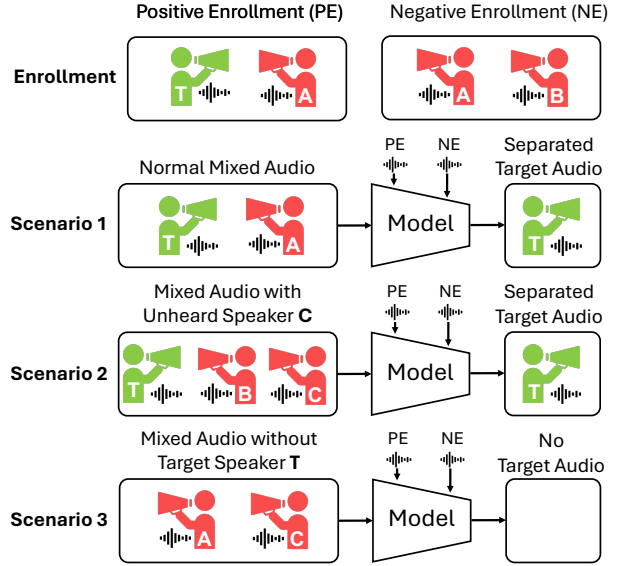 Positive Enrollment (PE)
Negative Enrollment (NE)
Enrollment
T
A
A
B
Normal Mixed Audio
PE
NE
Separated
Target Audio
Scenario 1
T
A
Model
T
Mixed Audio with
Unheard Speaker C
PE
NE
Separated
Target Audio
Scenario 2
T
B
C
Model
T
Mixed Audio without
Target Speaker T
PE
NE
No
Target Audio
Scenario 3
A
C
Model